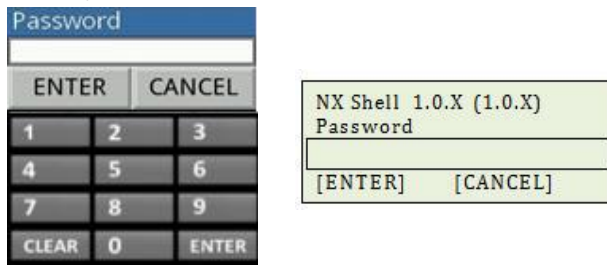 Password
ENTER CANCEL
1 2 3
4 5 6
7 8 9
CLEAR 0 ENTER
NX Shell 1.0.X (1.0.X)
Password
[ENTER] [CANCEL]